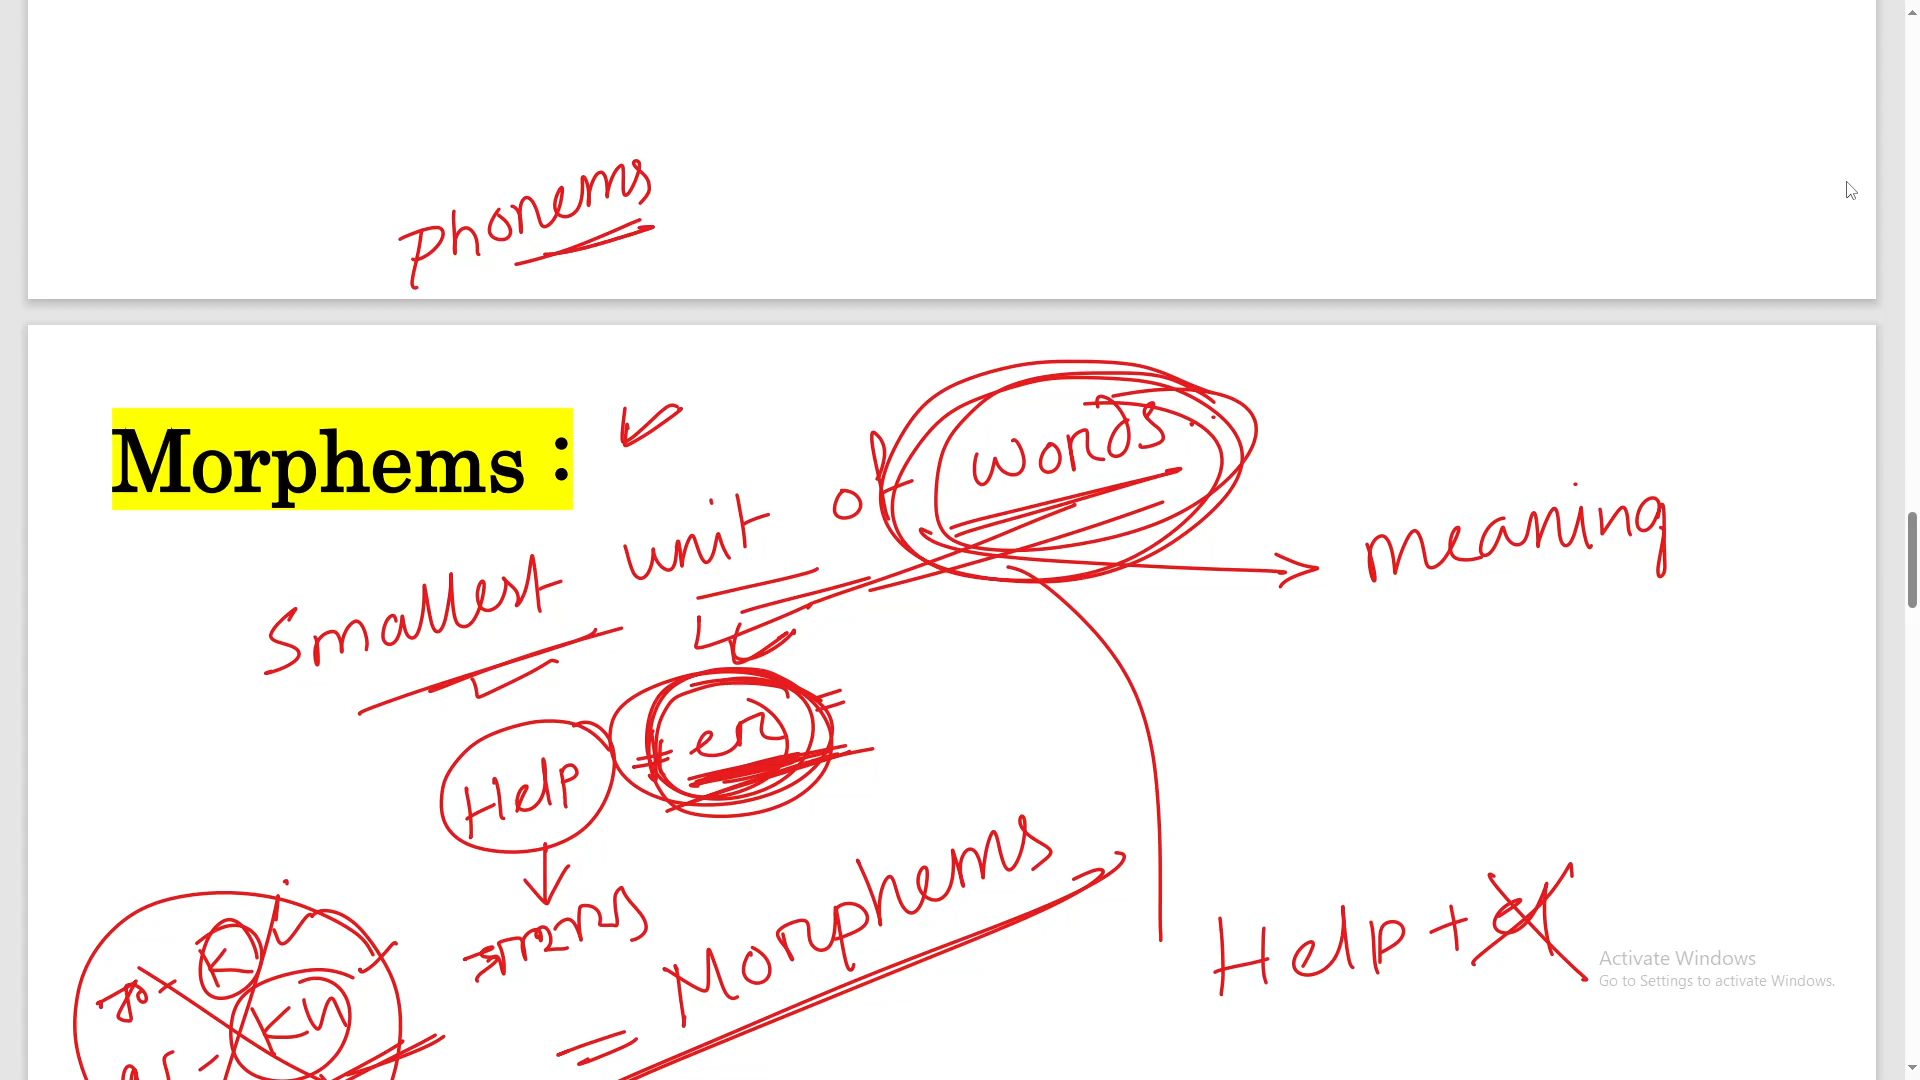 Phonems
Morphems :
Smallest unit of words
meaning
Help er
Morphems
Help +
K
Kh
Activate Windows
Go to Settings to activate Windows.